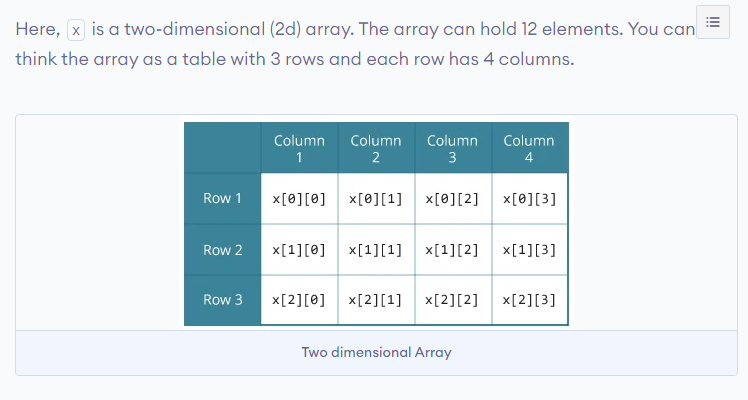 Here, x is a two-dimensional (2d) array. The array can hold 12 elements. You can
think the array as a table with 3 rows and each row has 4 columns.
Column 1 Column 2 Column 3 Column 4
Row 1 x[0][0] x[0][1] x[0][2] x[0][3]
Row 2 x[1][0] x[1][1] x[1][2] x[1][3]
Row 3 x[2][0] x[2][1] x[2][2] x[2][3]
Two dimensional Array